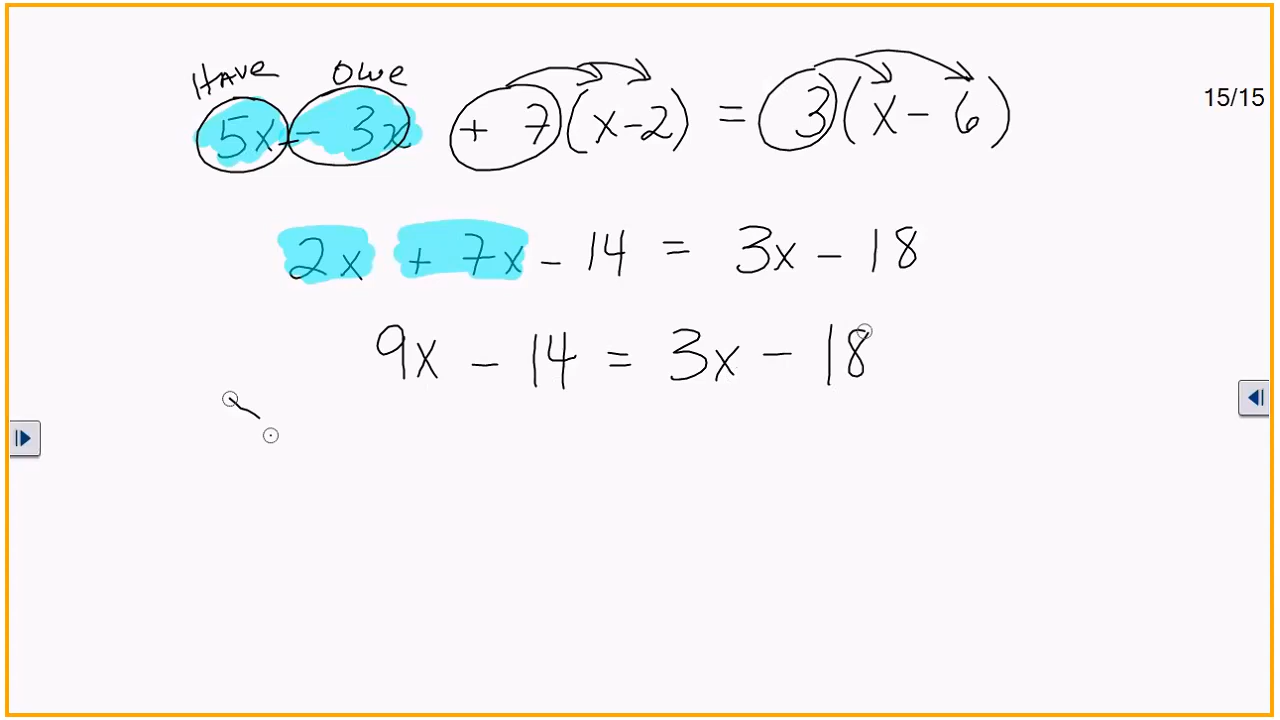 HAVE OWE
15/15
5x - 3x + 7(x-2) = 3(x - 6)
2x + 7x - 14 = 3x - 18
9x - 14 = 3x - 18